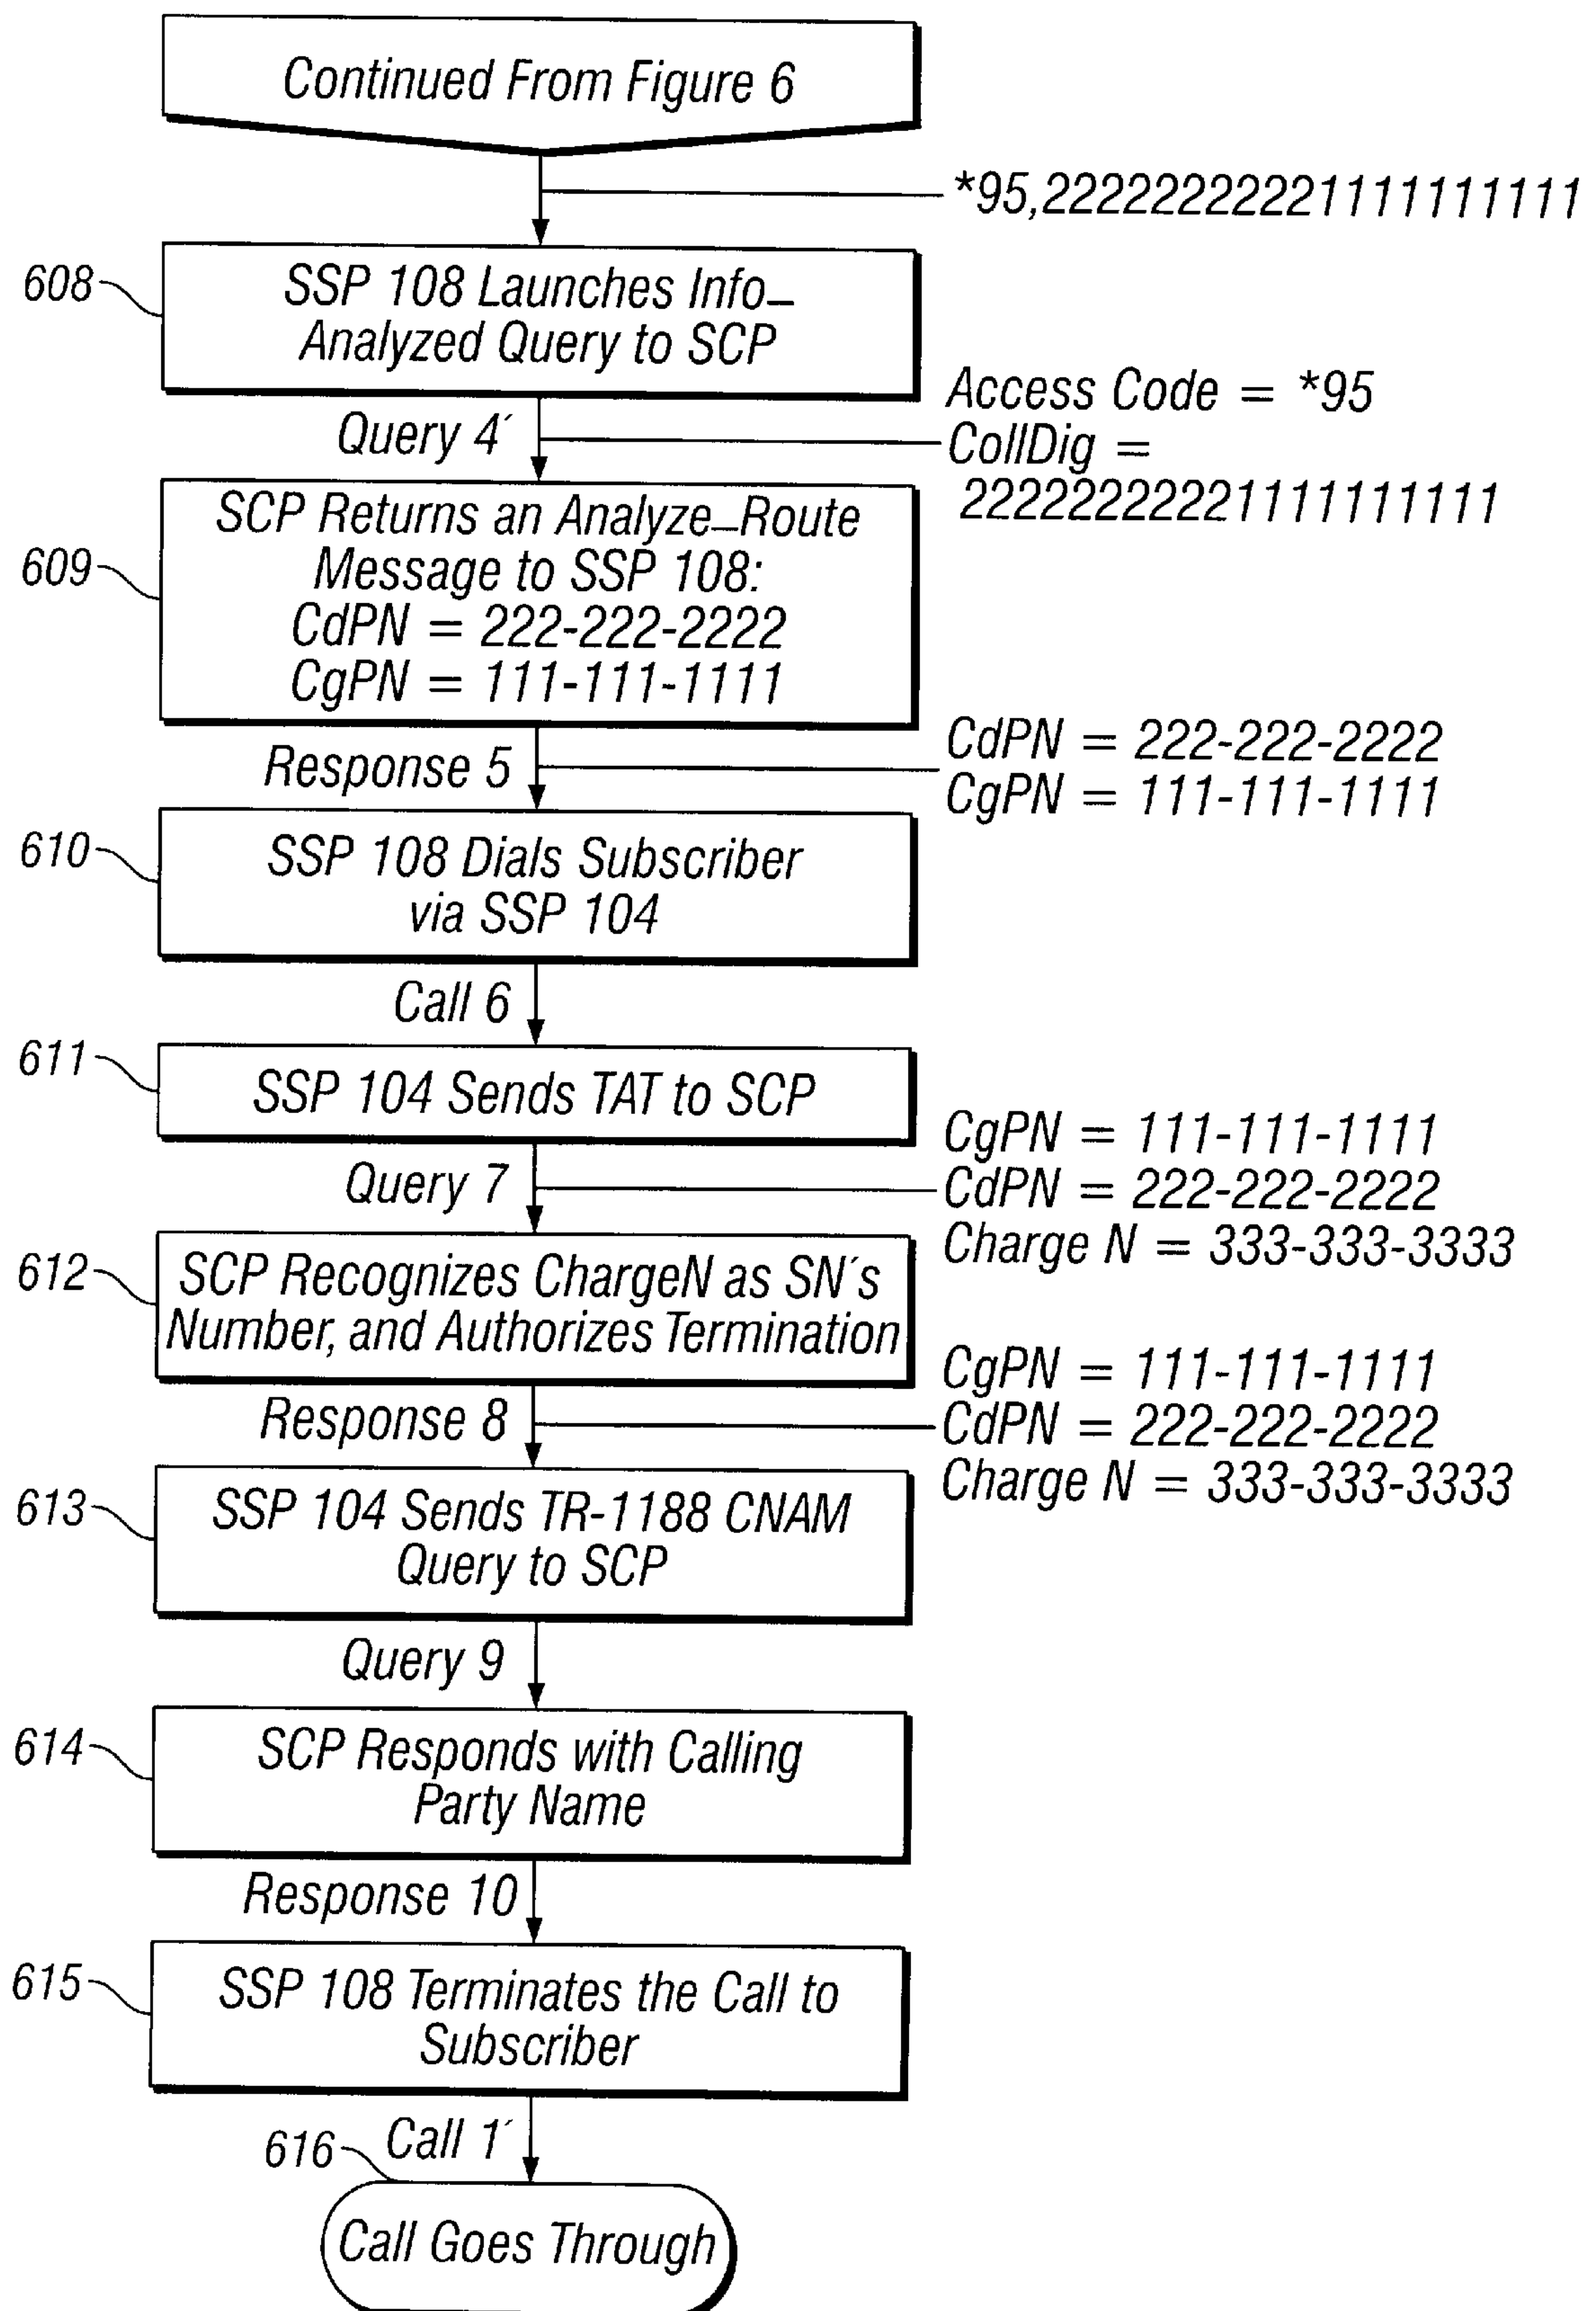 Continued From Figure 6
*95,22222222221111111111
608
SSP 108 Launches Info–
Analyzed Query to SCP
Query 4′
Access Code = *95
CollDig =
22222222221111111111
609
SCP Returns an Analyze–Route
Message to SSP 108:
CdPN = 222-222-2222
CgPN = 111-111-1111
Response 5
CdPN = 222-222-2222
CgPN = 111-111-1111
610
SSP 108 Dials Subscriber
via SSP 104
Call 6
611
SSP 104 Sends TAT to SCP
Query 7
CgPN = 111-111-1111
CdPN = 222-222-2222
Charge N = 333-333-3333
612
SCP Recognizes ChargeN as SN′s
Number, and Authorizes Termination
Response 8
CgPN = 111-111-1111
CdPN = 222-222-2222
Charge N = 333-333-3333
613
SSP 104 Sends TR-1188 CNAM
Query to SCP
Query 9
614
SCP Responds with Calling
Party Name
Response 10
615
SSP 108 Terminates the Call to
Subscriber
616
Call 1′
Call Goes Through